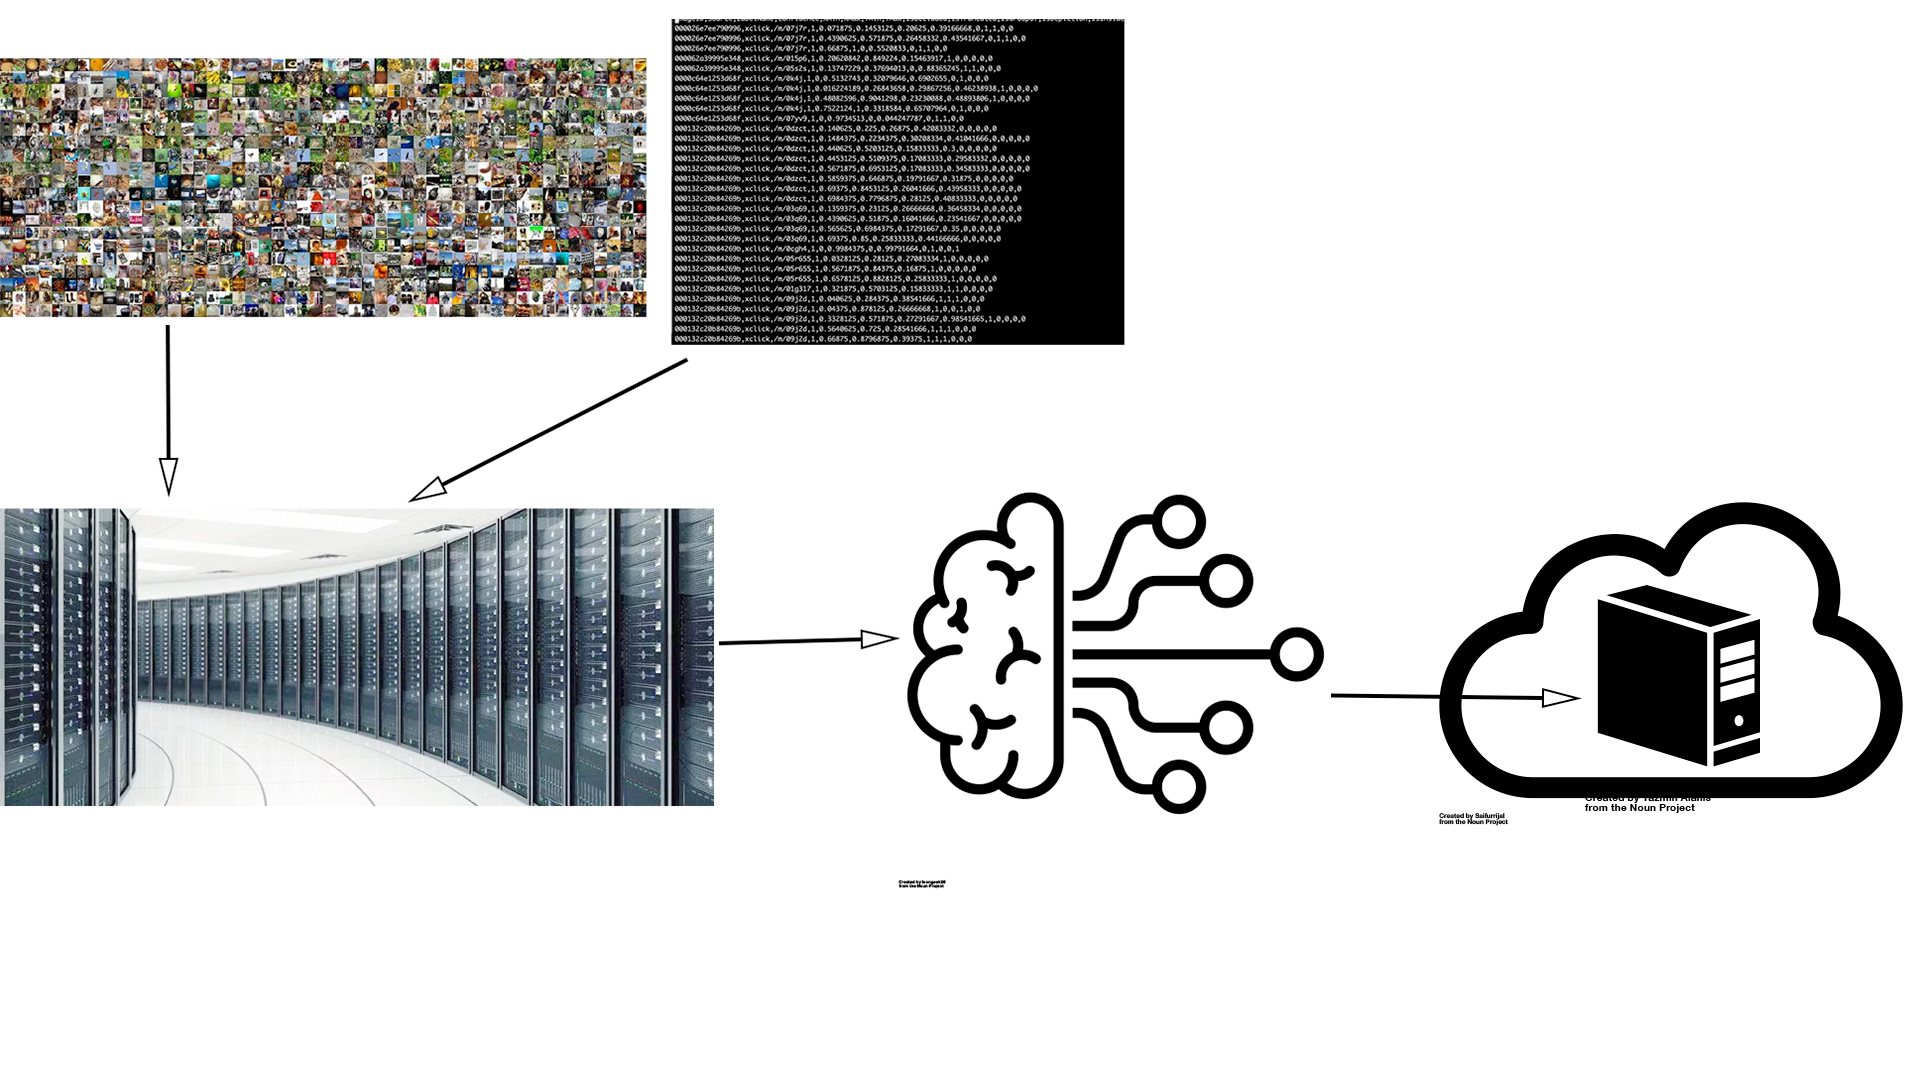 000026e7ee790996,xclick,/m/07j7r,1,0.071875,0.1453125,0.20625,0.39166668,0,1,1,0,0
000026e7ee790996,xclick,/m/07j7r,1,0.4390625,0.571875,0.26458332,0.43541667,0,1,1,0,0
000026e7ee790996,xclick,/m/07j7r,1,0.66875,1,0,0.5520833,0,1,1,0,0
000062a39995e348,xclick,/m/015p6,1,0.20620842,0.849224,0.15463917,1,0,0,0,0,0
000062a39995e348,xclick,/m/05s2s,1,0.13747229,0.37694013,0,0.88365245,1,1,0,0,0
0000c64e1253d68f,xclick,/m/0k4j,1,0,0.5132743,0.32079646,0.6902655,0,1,0,0,0
0000c64e1253d68f,xclick,/m/0k4j,1,0.016224189,0.26843658,0.29867256,0.46238938,1,0,0,0,0
0000c64e1253d68f,xclick,/m/0k4j,1,0.48082596,0.9041298,0.23230088,0.48893806,1,0,0,0,0
0000c64e1253d68f,xclick,/m/0k4j,1,0.7522124,1,0.3318584,0.65707964,0,1,0,0,0
0000c64e1253d68f,xclick,/m/07yv9,1,0,0.9734513,0,0.044247787,0,1,1,0,0
000132c20b84269b,xclick,/m/0dzct,1,0.140625,0.225,0.26875,0.42083332,0,0,0,0,0
000132c20b84269b,xclick,/m/0dzct,1,0.1484375,0.2234375,0.30208334,0.41041666,0,0,0,0,0
000132c20b84269b,xclick,/m/0dzct,1,0.440625,0.5203125,0.15833333,0.3,0,0,0,0,0
000132c20b84269b,xclick,/m/0dzct,1,0.4453125,0.5109375,0.17083333,0.29583332,0,0,0,0,0
000132c20b84269b,xclick,/m/0dzct,1,0.5671875,0.6953125,0.17083333,0.34583333,0,0,0,0,0
000132c20b84269b,xclick,/m/0dzct,1,0.5859375,0.646875,0.19791667,0.31875,0,0,0,0,0
000132c20b84269b,xclick,/m/0dzct,1,0.69375,0.8453125,0.26041666,0.43958333,0,0,0,0,0
000132c20b84269b,xclick,/m/0dzct,1,0.6984375,0.7796875,0.28125,0.40833333,0,0,0,0,0
000132c20b84269b,xclick,/m/03q69,1,0.1359375,0.23125,0.26666668,0.36458334,0,0,0,0,0
000132c20b84269b,xclick,/m/03q69,1,0.4390625,0.51875,0.16041666,0.23541667,0,0,0,0,0
000132c20b84269b,xclick,/m/03q69,1,0.565625,0.6984375,0.17291667,0.35,0,0,0,0,0
000132c20b84269b,xclick,/m/03q69,1,0.69375,0.85,0.25833333,0.44166666,0,0,0,0,0
000132c20b84269b,xclick,/m/0cgh4,1,0,0.9984375,0,0.99791664,0,1,0,0,1
000132c20b84269b,xclick,/m/05r655,1,0.0328125,0.28125,0.27083334,1,0,0,0,0,0
000132c20b84269b,xclick,/m/05r655,1,0.5671875,0.84375,0.16875,1,0,0,0,0,0
000132c20b84269b,xclick,/m/05r655,1,0.6578125,0.8828125,0.25833333,1,0,0,0,0,0
000132c20b84269b,xclick,/m/01g317,1,0.321875,0.5703125,0.15833333,1,1,0,0,0,0
000132c20b84269b,xclick,/m/09j2d,1,0.040625,0.284375,0.38541666,1,1,1,0,0,0
000132c20b84269b,xclick,/m/09j2d,1,0.04375,0.878125,0.26666668,1,0,0,1,0,0
000132c20b84269b,xclick,/m/09j2d,1,0.3328125,0.571875,0.27291667,0.98541665,1,0,0,0,0
000132c20b84269b,xclick,/m/09j2d,1,0.5640625,0.725,0.28541666,1,1,1,0,0,0
000132c20b84269b,xclick,/m/09j2d,1,0.66875,0.8796875,0.39375,1,1,1,0,0,0
Created by Yazmin Alanis
from the Noun Project
Created by Saifurrijal
from the Noun Project
from the Noun Project